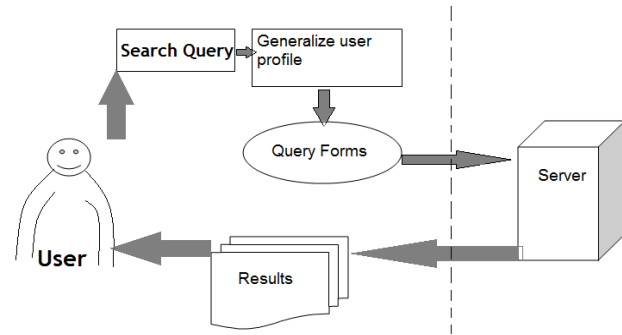 Search Query
Generalize user
profile
Query Forms
Server
User
Results